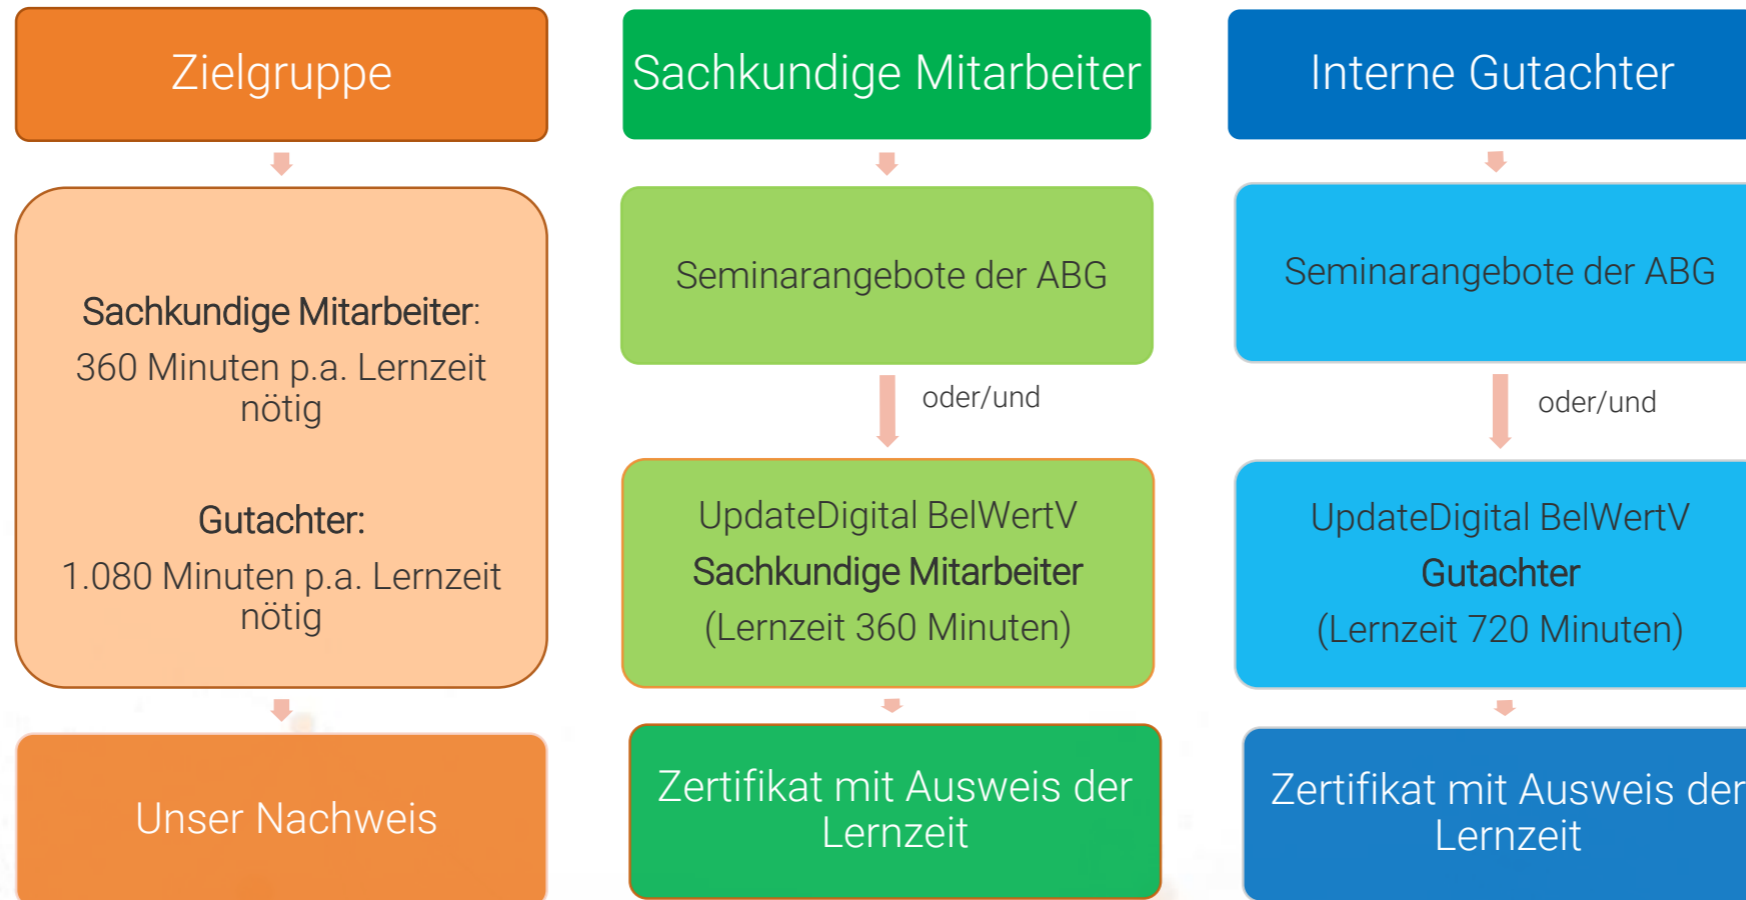 Zielgruppe
Sachkundige Mitarbeiter:
360 Minuten p.a. Lernzeit
nötig
Gutachter:
1.080 Minuten p.a. Lernzeit
nötig
Unser Nachweis
Sachkundige Mitarbeiter
Seminarangebote der ABG
oder/und
UpdateDigital BelWertV
Sachkundige Mitarbeiter
(Lernzeit 360 Minuten)
Zertifikat mit Ausweis der
Lernzeit
Interne Gutachter
Seminarangebote der ABG
oder/und
UpdateDigital BelWertV
Gutachter
(Lernzeit 720 Minuten)
Zertifikat mit Ausweis der
Lernzeit